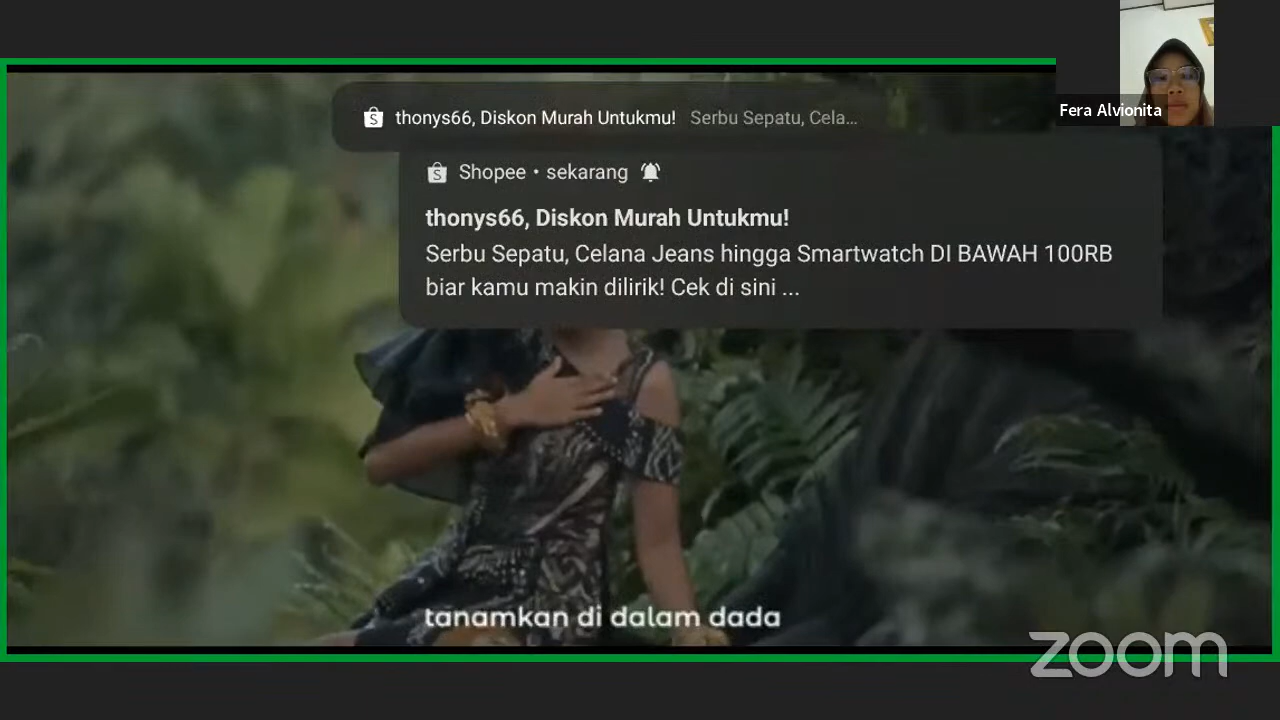 thonys66, Diskon Murah Untukmu! Serbu Sepatu, Cela...
Fera Alvionita
Shopee • sekarang
thonys66, Diskon Murah Untukmu!
Serbu Sepatu, Celana Jeans hingga Smartwatch DI BAWAH 100RB
biar kamu makin dilirik! Cek di sini ...
tanamkan di dalam dada
zoom